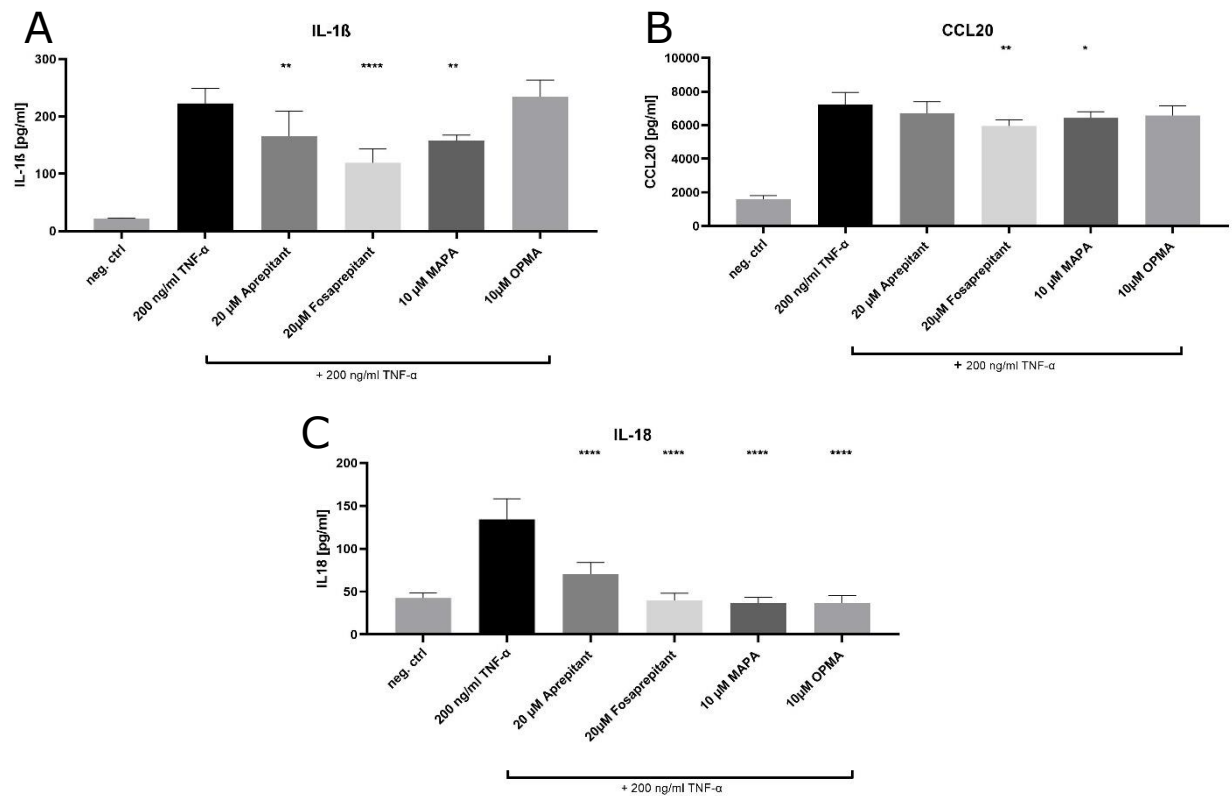 A
IL-1ß
** **** **
IL-1ß [pg/ml]
300
200
100
0
neg. ctrl
200 ng/ml TNF-α
20 µM Aprepitant
20µM Fosaprepitant
10 µM MAPA
10µM OPMA
+ 200 ng/ml TNF-α
B
CCL20
** *
CCL20 [pg/ml]
10000
8000
6000
4000
2000
0
neg. ctrl
200 ng/ml TNF-α
20 µM Aprepitant
20µM Fosaprepitant
10 µM MAPA
10µM OPMA
+ 200 ng/ml TNF-α
C
IL-18
**** **** **** ****
IL18 [pg/ml]
200
150
100
50
0
neg. ctrl
200 ng/ml TNF-α
20 µM Aprepitant
20µM Fosaprepitant
10 µM MAPA
10µM OPMA
+ 200 ng/ml TNF-α